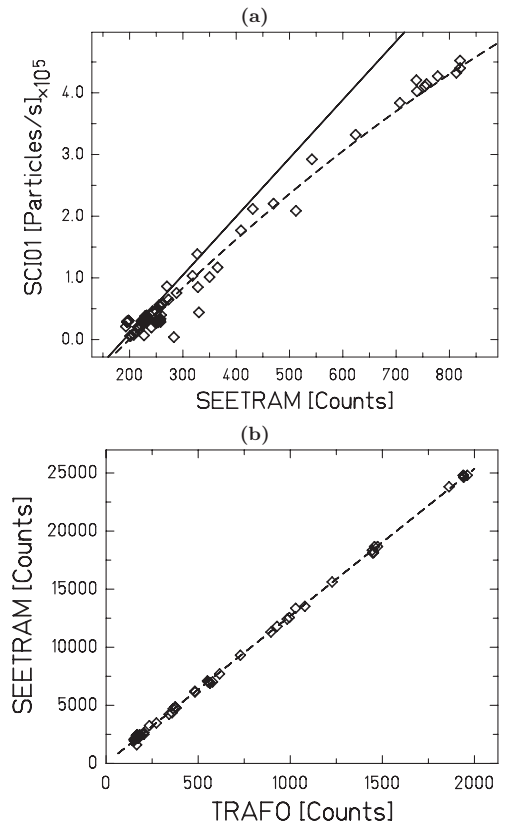 (a)
SCI01 [Particles/s]x10⁵
4.0
3.0
2.0
1.0
0.0
200 300 400 500 600 700 800
SEETRAM [Counts]
(b)
SEETRAM [Counts]
25000
20000
15000
10000
5000
0
0 500 1000 1500 2000
TRAFO [Counts]